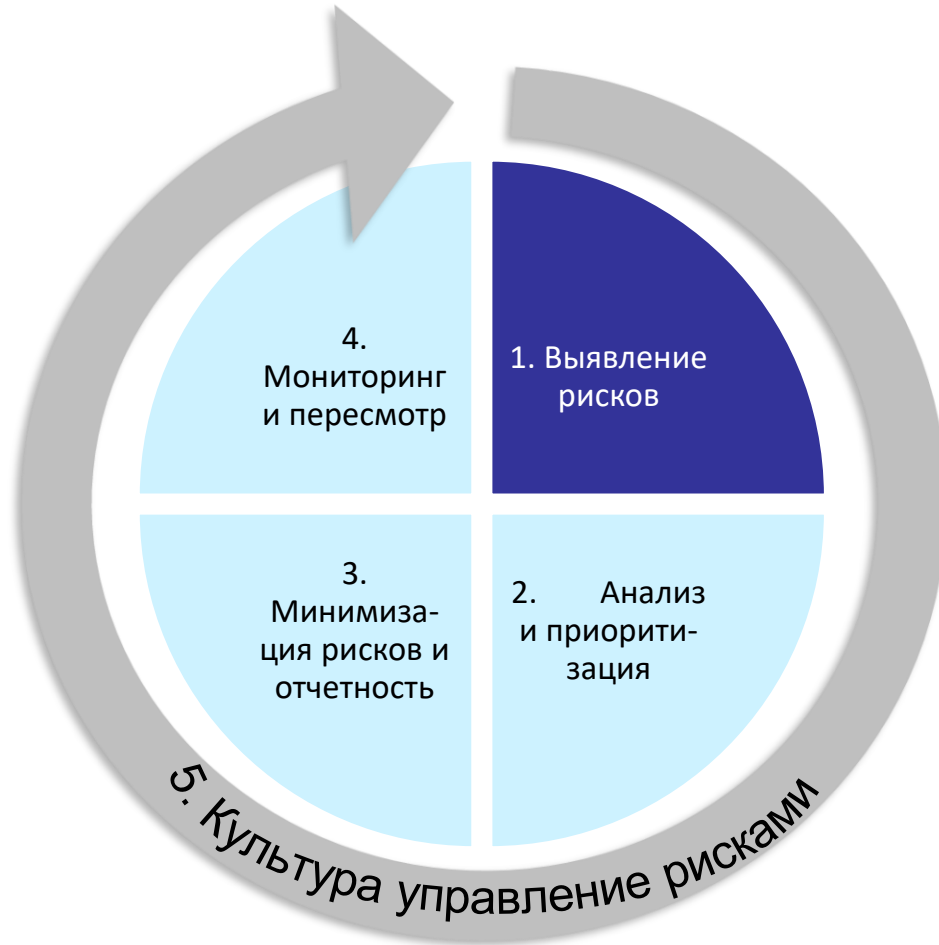 1. Выявление
рисков
2. Анализ
и приорити-
зация
3.
Минимиза-
ция рисков и
отчетность
4.
Мониторинг
и пересмотр
5. Культура управление рисками